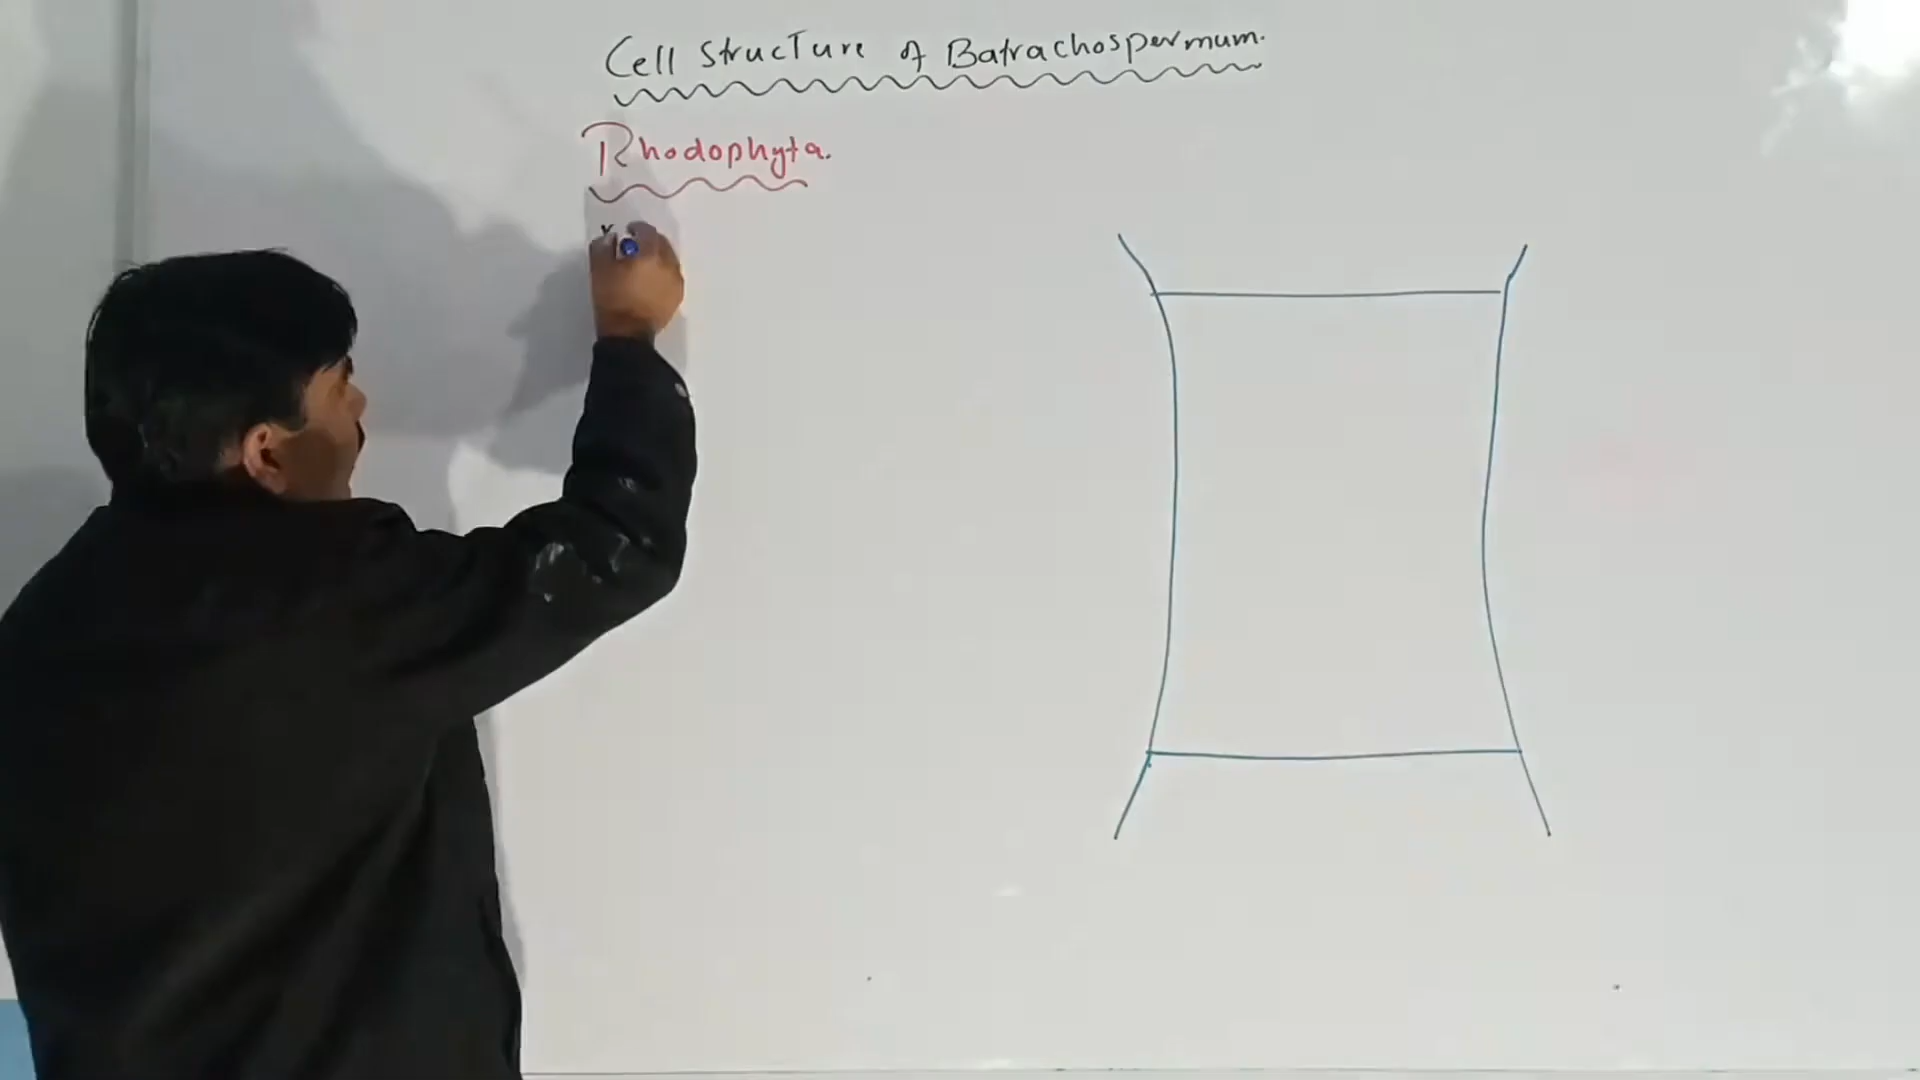 Cell Structure of Batrachospermum.
Rhodophyta.